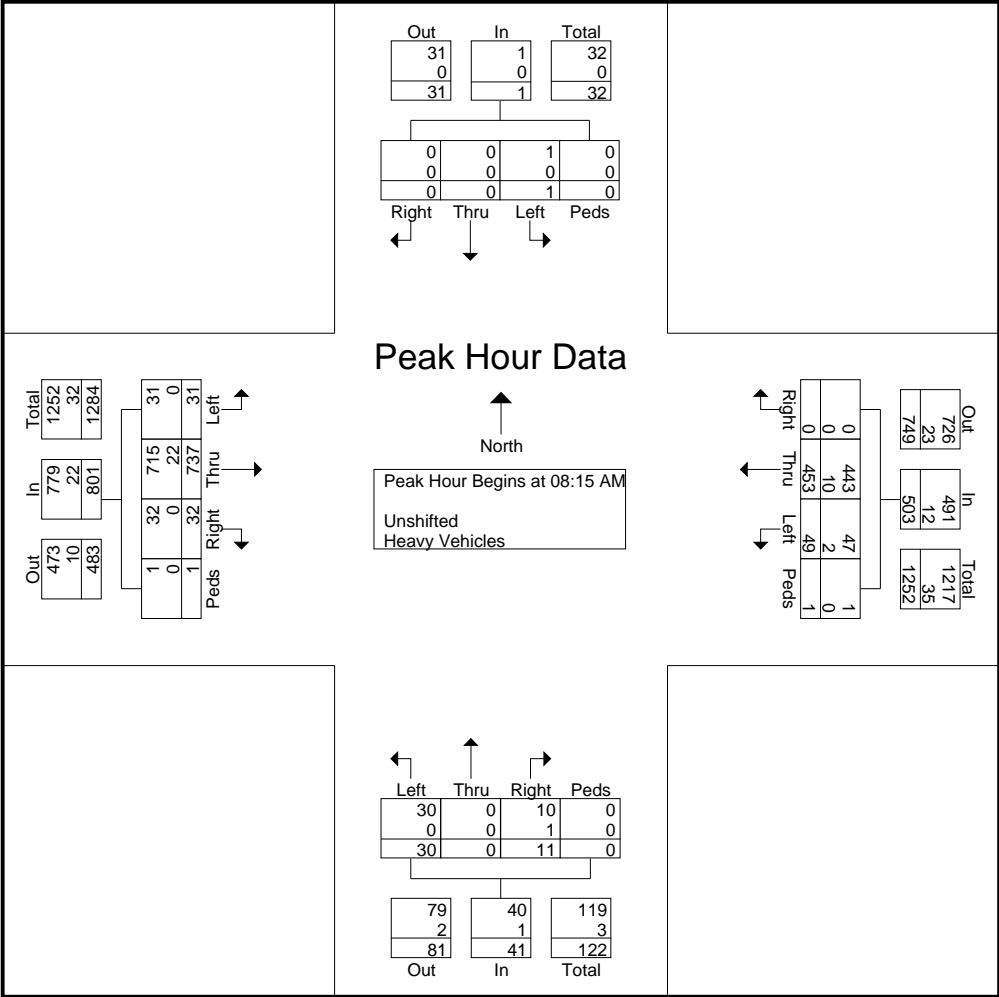 Out In Total
31 1 32
0 0 0
31 1 32
0 0 1 0
0 0 0 0
0 0 1 0
Right Thru Left Peds
Peak Hour Data
North
Peak Hour Begins at 08:15 AM
Unshifted
Heavy Vehicles
Total In Out
1252 779 473
32 22 10
1284 801 483
31 715 32 1
0 22 0 0
31 737 32 1
Left Thru Right Peds
Out In Total
726 491 1217
23 12 35
749 503 1252
0 443 47 1
0 10 2 0
0 453 49 1
Right Thru Left Peds
Left Thru Right Peds
30 0 10 0
0 0 1 0
30 0 11 0
79 40 119
2 1 3
81 41 122
Out In Total